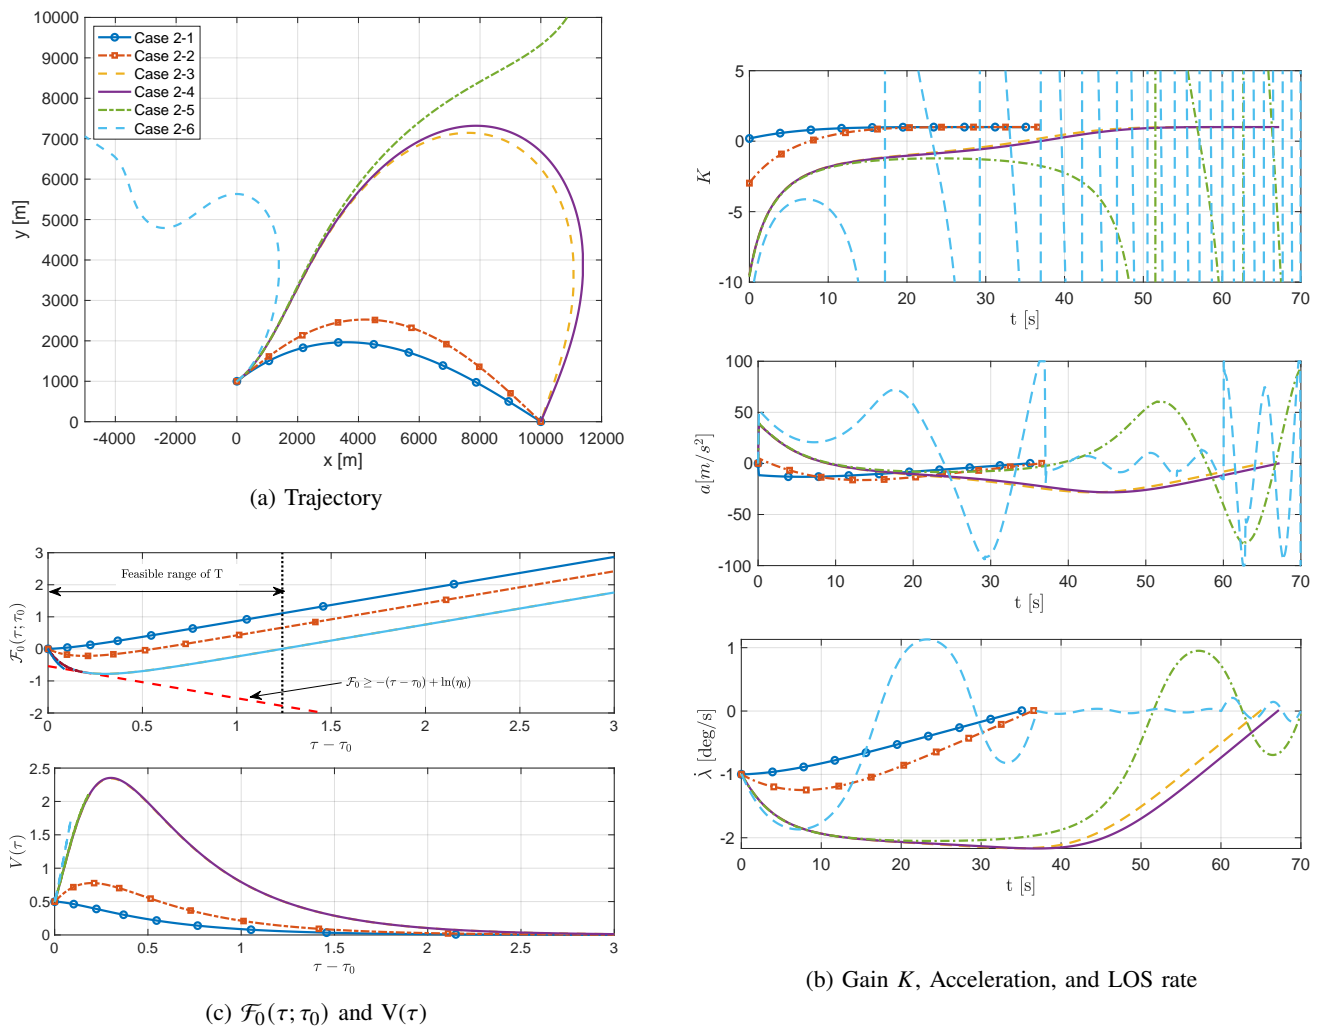 10000
9000
8000
7000
6000
5000
4000
3000
2000
1000
0
y [m]
Case 2-1
Case 2-2
Case 2-3
Case 2-4
Case 2-5
Case 2-6
-4000 -2000 0 2000 4000 6000 8000 10000 12000
x [m]
(a) Trajectory
5
0
-5
-10
K
0 10 20 30 40 50 60 70
t [s]
100
50
0
-50
-100
a[m/s²]
0 10 20 30 40 50 60 70
t [s]
1
0
-1
-2
λ̇ [deg/s]
0 10 20 30 40 50 60 70
t [s]
(b) Gain K, Acceleration, and LOS rate
3
2
1
0
-1
-2
ℱ₀(τ; τ₀)
Feasible range of T
ℱ₀ ≥ −(τ − τ₀) + ln(η₀)
0 0.5 1 1.5 2 2.5 3
τ − τ₀
2.5
2
1.5
1
0.5
0
V(τ)
0 0.5 1 1.5 2 2.5 3
τ − τ₀
(c) ℱ₀(τ; τ₀) and V(τ)